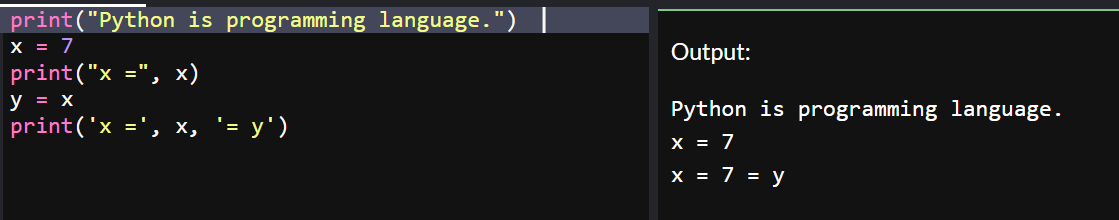 print("Python is programming language.")
x = 7
print("x =", x)
y = x
print('x =', x, '= y')
Output:
Python is programming language.
x = 7
x = 7 = y